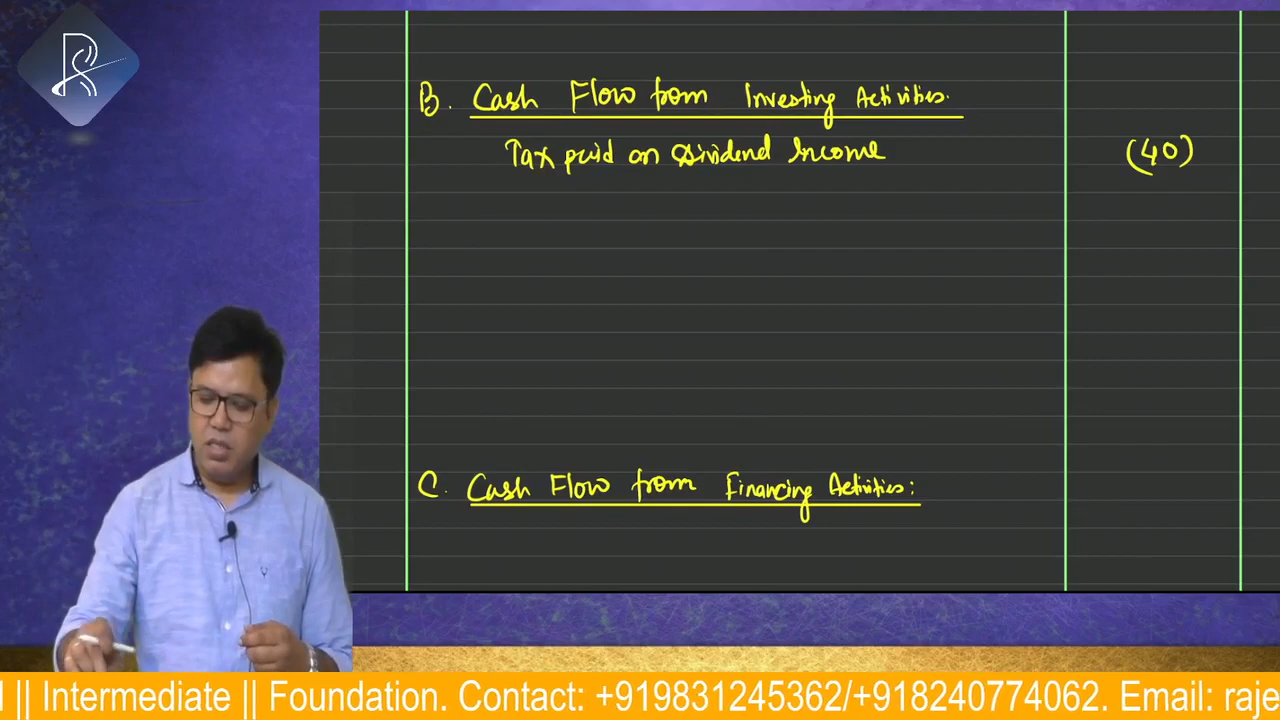 RS
B. Cash Flow from Investing Activities.
Tax paid on Dividend Income (40)
C. Cash Flow from Financing Activities:
l || Intermediate || Foundation. Contact: +919831245362/+918240774062. Email: raje